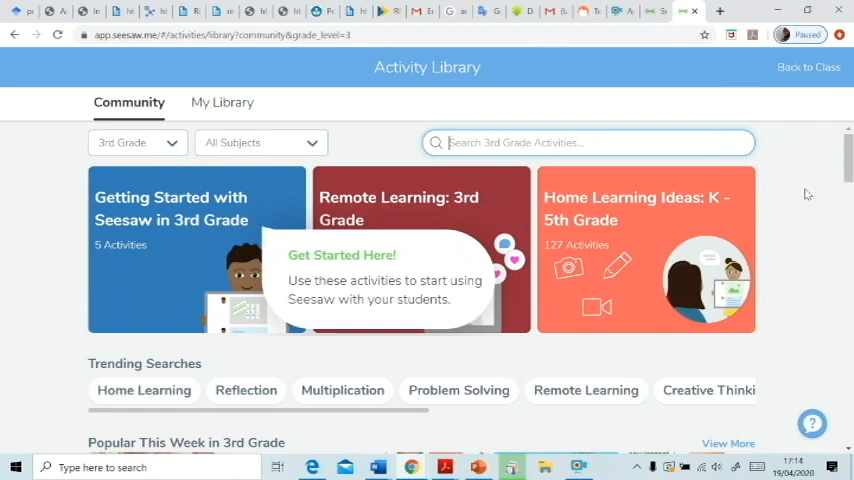 app.seesaw.me/#/activities/library?community&grade_level=3
Paused
Activity Library
Back to Class
Community
My Library
3rd Grade
All Subjects
Search 3rd Grade Activities...
Getting Started with
Seesaw in 3rd Grade
5 Activities
Remote Learning: 3rd
Grade
Home Learning Ideas: K -
5th Grade
127 Activities
Get Started Here!
Use these activities to start using
Seesaw with your students.
Trending Searches
Home Learning
Reflection
Multiplication
Problem Solving
Remote Learning
Creative Thinki
Popular This Week in 3rd Grade
View More
Type here to search
17:14
19/04/2020